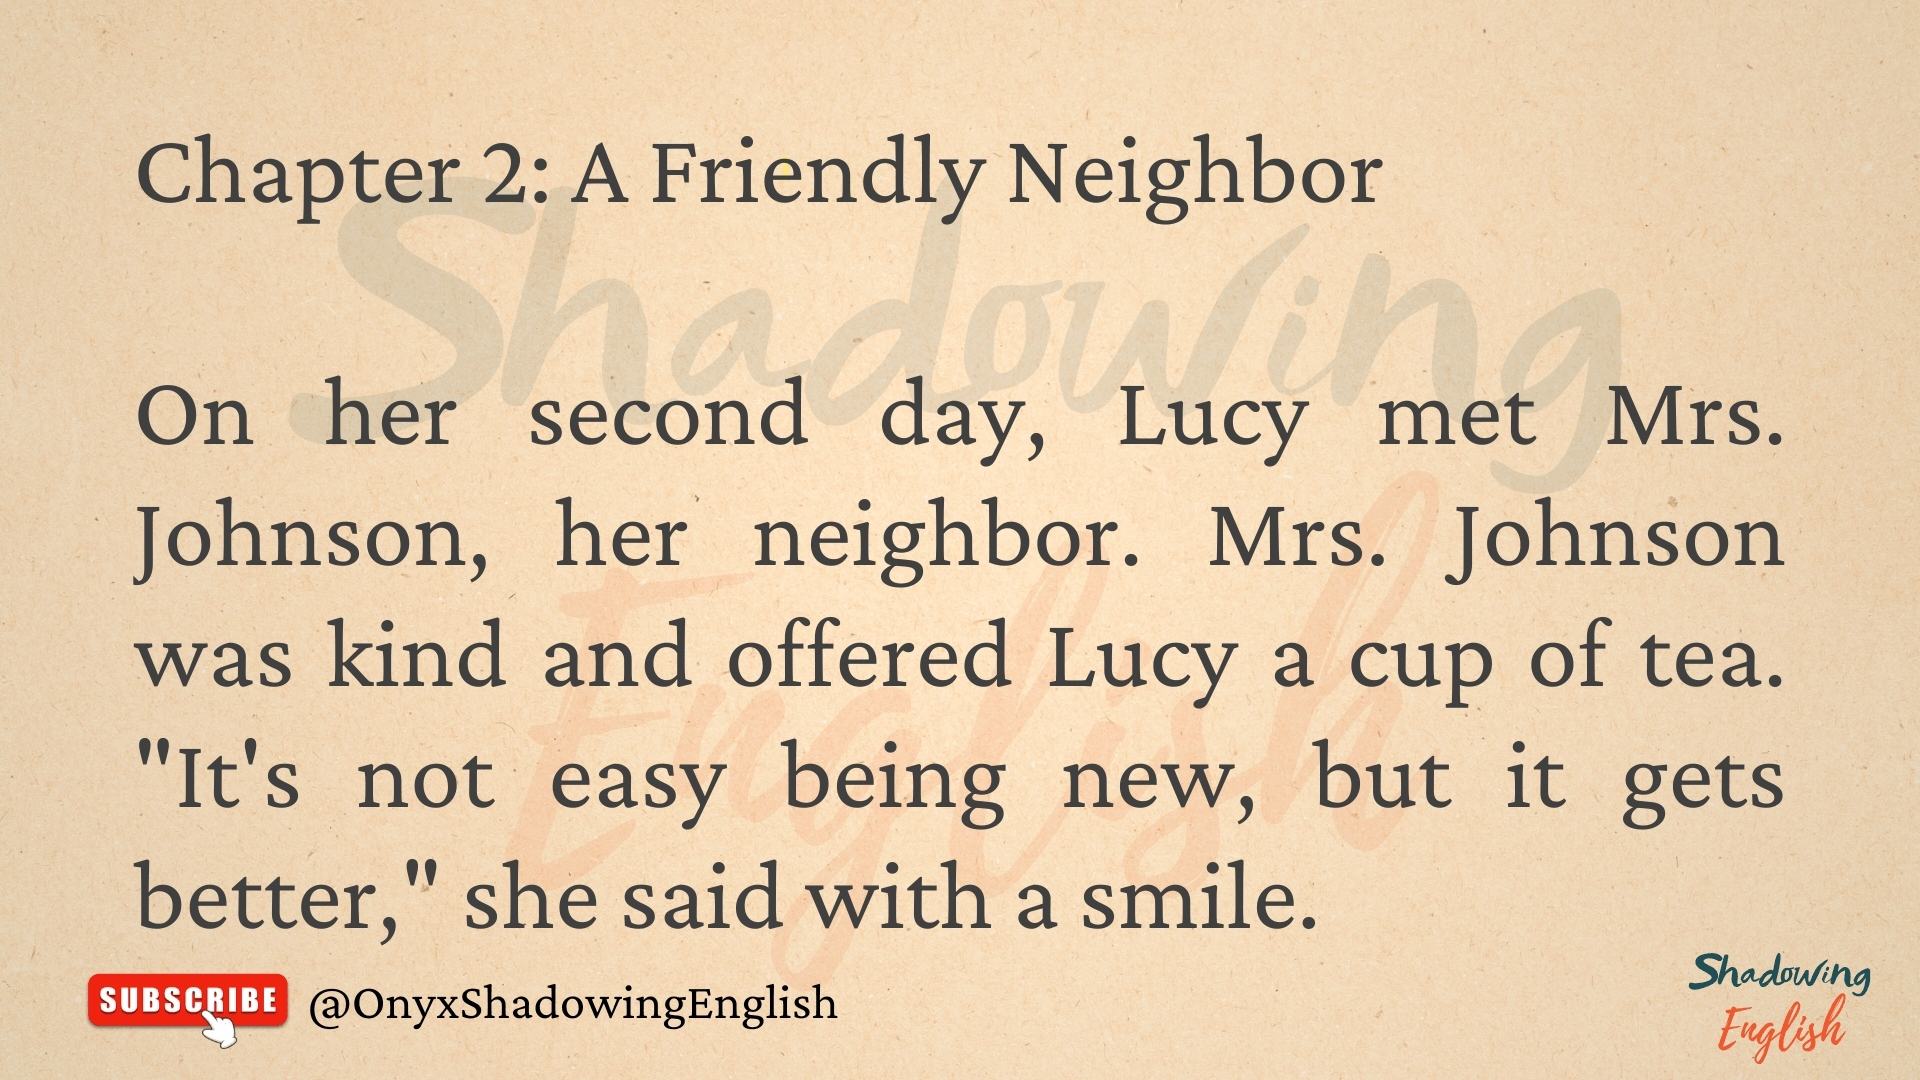 Chapter 2: A Friendly Neighbor
Shadowing
English
On her second day, Lucy met Mrs.
Johnson, her neighbor. Mrs. Johnson
was kind and offered Lucy a cup of tea.
"It's not easy being new, but it gets
better," she said with a smile.
SUBSCRIBE @OnyxShadowingEnglish
Shadowing
English